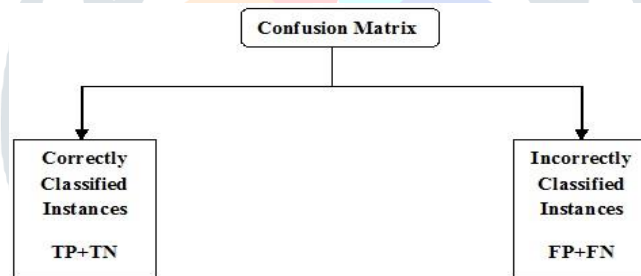 Confusion Matrix
Correctly
Classified
Instances
TP+TN
Incorrectly
Classified
Instances
FP+FN